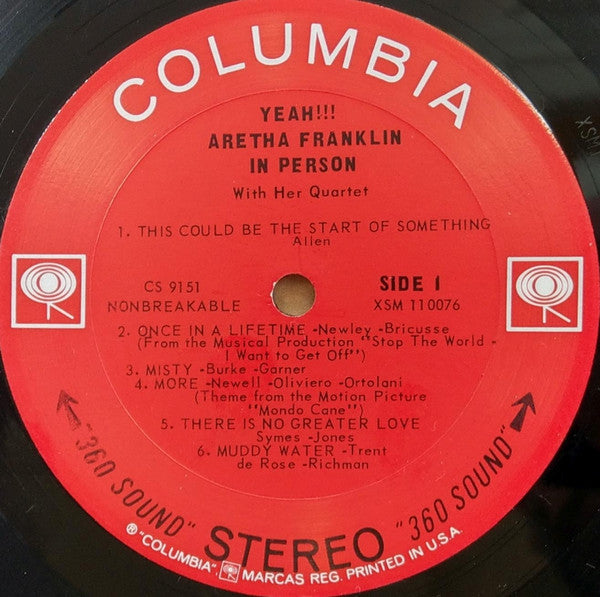 COLUMBIA
YEAH!!!
ARETHA FRANKLIN
IN PERSON
With Her Quartet
1. THIS COULD BE THE START OF SOMETHING
Allen
CS 9151
NONBREAKABLE
SIDE 1
XSM 110076
2. ONCE IN A LIFETIME -Newley -Bricusse
(From the Musical Production "Stop The World -
I Want to Get Off")
3. MISTY -Burke -Garner
4. MORE -Newell -Oliviero -Ortolani
(Theme from the Motion Picture
"Mondo Cane")
5. THERE IS NO GREATER LOVE
Symes -Jones
6. MUDDY WATER -Trent
de Rose -Richman
"360 SOUND" STEREO "360 SOUND"
® "COLUMBIA", MARCAS REG. PRINTED IN U.S.A.
XSM